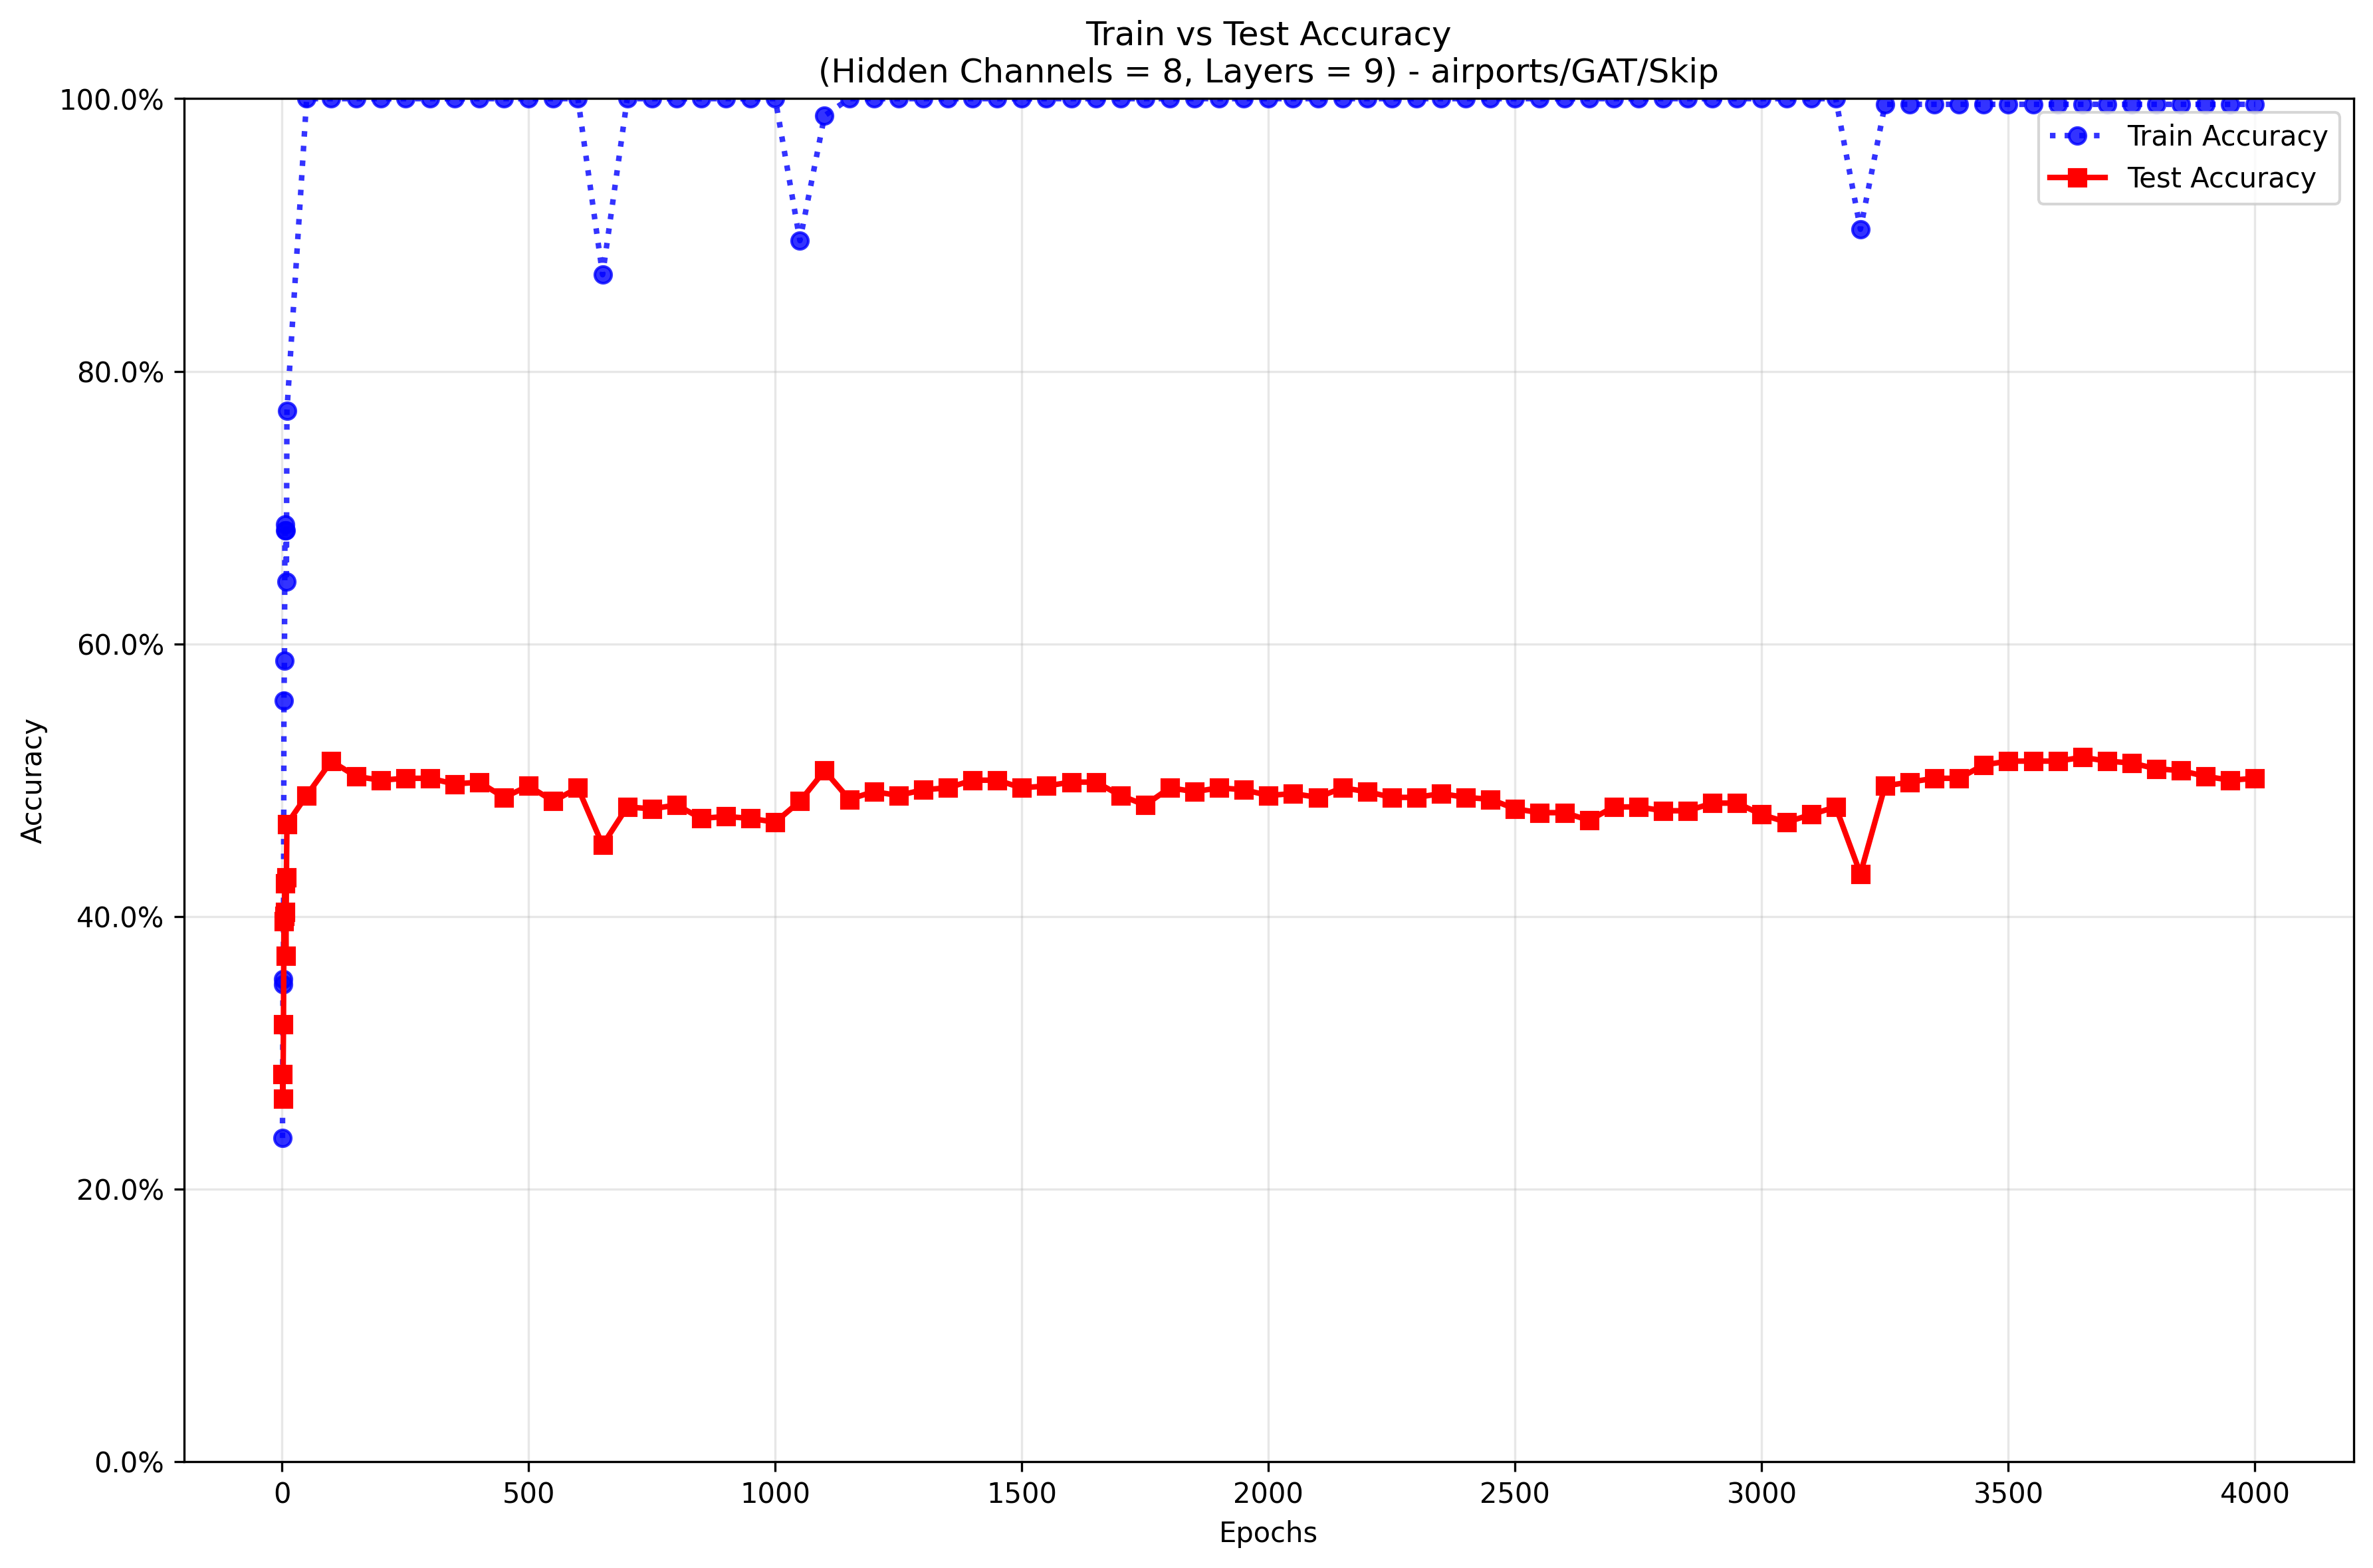 Train vs Test Accuracy
(Hidden Channels = 8, Layers = 9) - airports/GAT/Skip
100.0%
80.0%
60.0%
40.0%
20.0%
0.0%
Accuracy
Train Accuracy
Test Accuracy
0 500 1000 1500 2000 2500 3000 3500 4000
Epochs